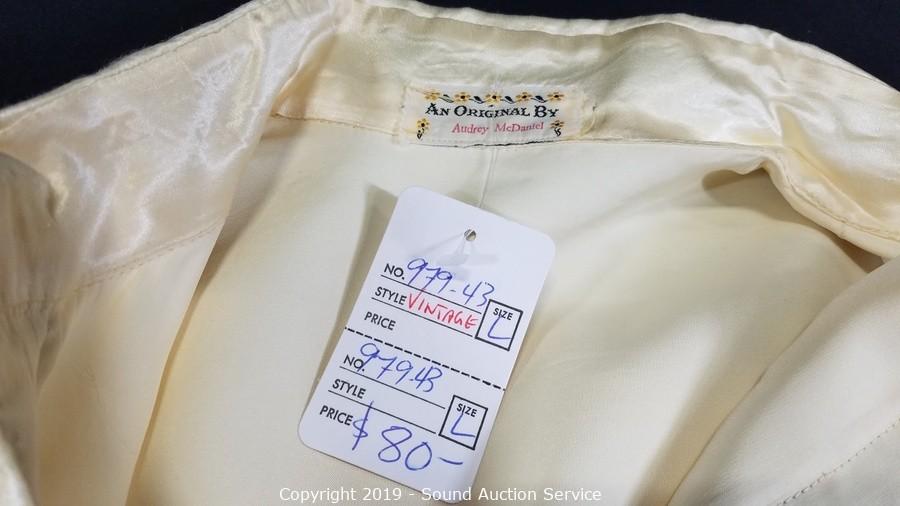 AN ORIGINAL BY
Audrey McDaniel
NO. 979-43
STYLE VINTAGE
SIZE L
PRICE
NO. 979-43
STYLE
SIZE L
PRICE $80-
Copyright 2019 - Sound Auction Service